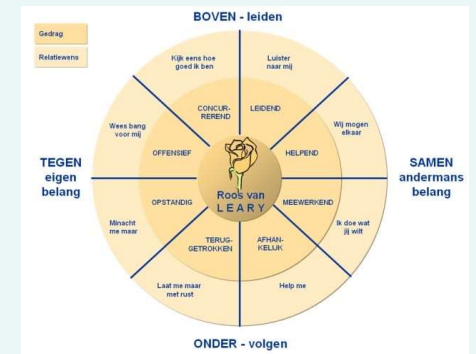 BOVEN - leiden
Gedrag
Relatiewens
Kijk eens hoe
goed ik ben
Luister
naar mij
CONCUR-
REREND
LEIDEND
Wees bang
voor mij
Wij mogen
elkaar
OFFENSIEF
HELPEND
TEGEN
eigen
belang
Roos van
LEARY
SAMEN
andermans
belang
OPSTANDIG
MEEWERKEND
Minacht
me maar
Ik doe wat
jij wilt
TERUG-
GETROKKEN
AFHAN-
KELIJK
Laat me maar
met rust
Help me
ONDER - volgen